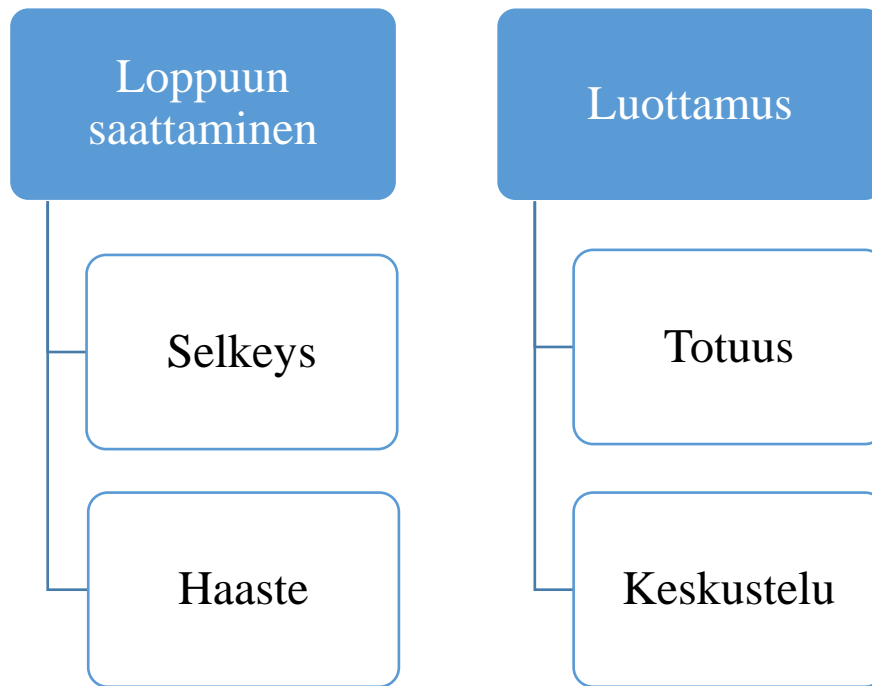 Loppuun
saattaminen
Selkeys
Haaste
Luottamus
Totuus
Keskustelu